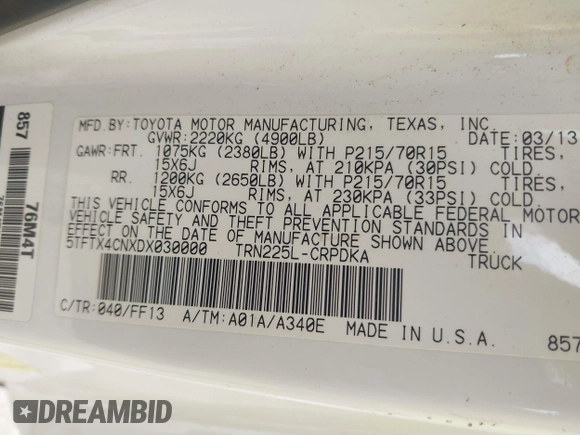 MFD.BY:TOYOTA MOTOR MANUFACTURING, TEXAS, INC.
GVWR:2220KG (4900LB) DATE: 03/13
GAWR:FRT. 1075KG (2380LB) WITH P215/70R15 TIRES,
15X6J RIMS, AT 210KPA (30PSI) COLD.
RR. 1200KG (2650LB) WITH P215/70R15 TIRES,
15X6J RIMS, AT 230KPA (33PSI) COLD.
THIS VEHICLE CONFORMS TO ALL APPLICABLE FEDERAL MOTOR
VEHICLE SAFETY AND THEFT PREVENTION STANDARDS IN
EFFECT ON THE DATE OF MANUFACTURE SHOWN ABOVE.
5TFTX4CNXDX030000 TRN225L-CRPDKA TRUCK
C/TR:040/FF13 A/TM:A01A/A340E MADE IN U.S.A.
857
857 76M4T
DREAMBID